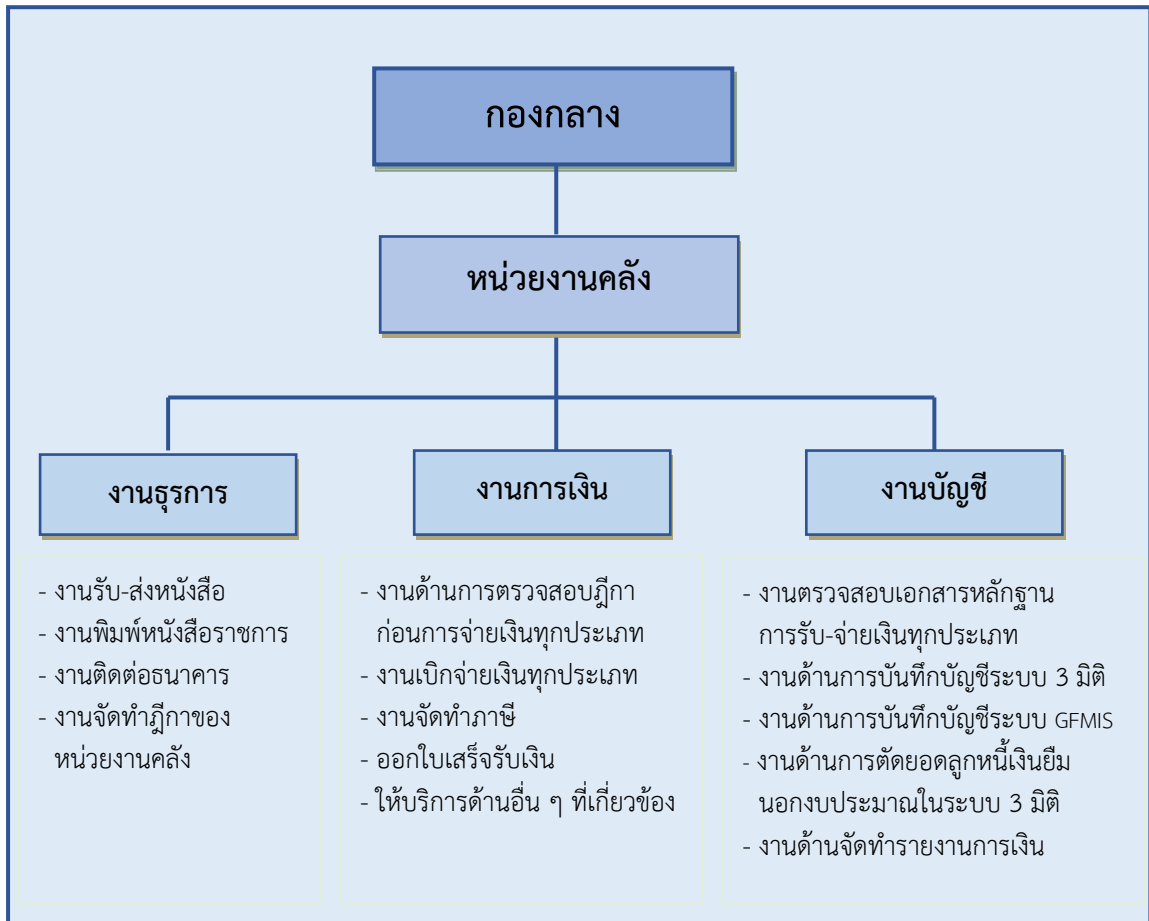 กองกลาง
หน่วยงานคลัง
งานธุรการ
- งานรับ-ส่งหนังสือ
- งานพิมพ์หนังสือราชการ
- งานติดต่อธนาคาร
- งานจัดทำฎีกาของ
หน่วยงานคลัง
งานการเงิน
- งานด้านการตรวจสอบฎีกา
ก่อนการจ่ายเงินทุกประเภท
- งานเบิกจ่ายเงินทุกประเภท
- งานจัดทำภาษี
- ออกใบเสร็จรับเงิน
- ให้บริการด้านอื่น ๆ ที่เกี่ยวข้อง
งานบัญชี
- งานตรวจสอบเอกสารหลักฐาน
การรับ-จ่ายเงินทุกประเภท
- งานด้านการบันทึกบัญชีระบบ 3 มิติ
- งานด้านการบันทึกบัญชีระบบ GFMIS
- งานด้านการตัดยอดลูกหนี้เงินยืม
นอกงบประมาณในระบบ 3 มิติ
- งานด้านจัดทำรายงานการเงิน